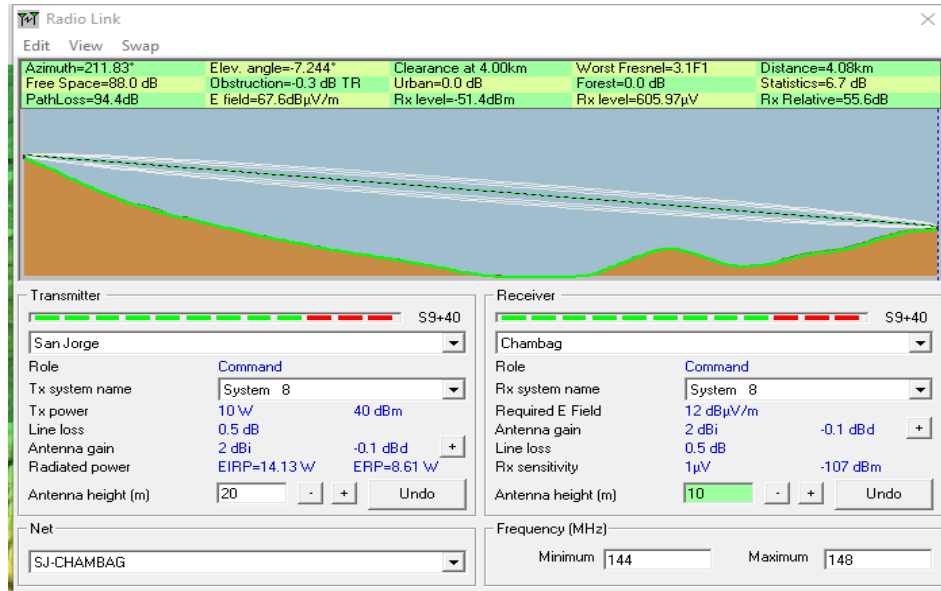 Radio Link
Edit View Swap
Azimuth=211.83° Elev. angle=-7.244° Clearance at 4.00km Worst Fresnel=3.1F1 Distance=4.08km
Free Space=88.0 dB Obstruction=-0.3 dB TR Urban=0.0 dB Forest=0.0 dB Statistics=6.7 dB
PathLoss=94.4dB E field=67.6dBµV/m Rx level=-51.4dBm Rx level=605.97µV Rx Relative=55.6dB
Transmitter
S9+40
San Jorge
Role Command
Tx system name System 8
Tx power 10 W 40 dBm
Line loss 0.5 dB
Antenna gain 2 dBi -0.1 dBd +
Radiated power EIRP=14.13 W ERP=8.61 W
Antenna height (m) 20 - + Undo
Net
SJ-CHAMBAG
Receiver
S9+40
Chambag
Role Command
Rx system name System 8
Required E Field 12 dBµV/m
Antenna gain 2 dBi -0.1 dBd +
Line loss 0.5 dB
Rx sensitivity 1µV -107 dBm
Antenna height (m) 10 - + Undo
Frequency (MHz)
Minimum 144 Maximum 148